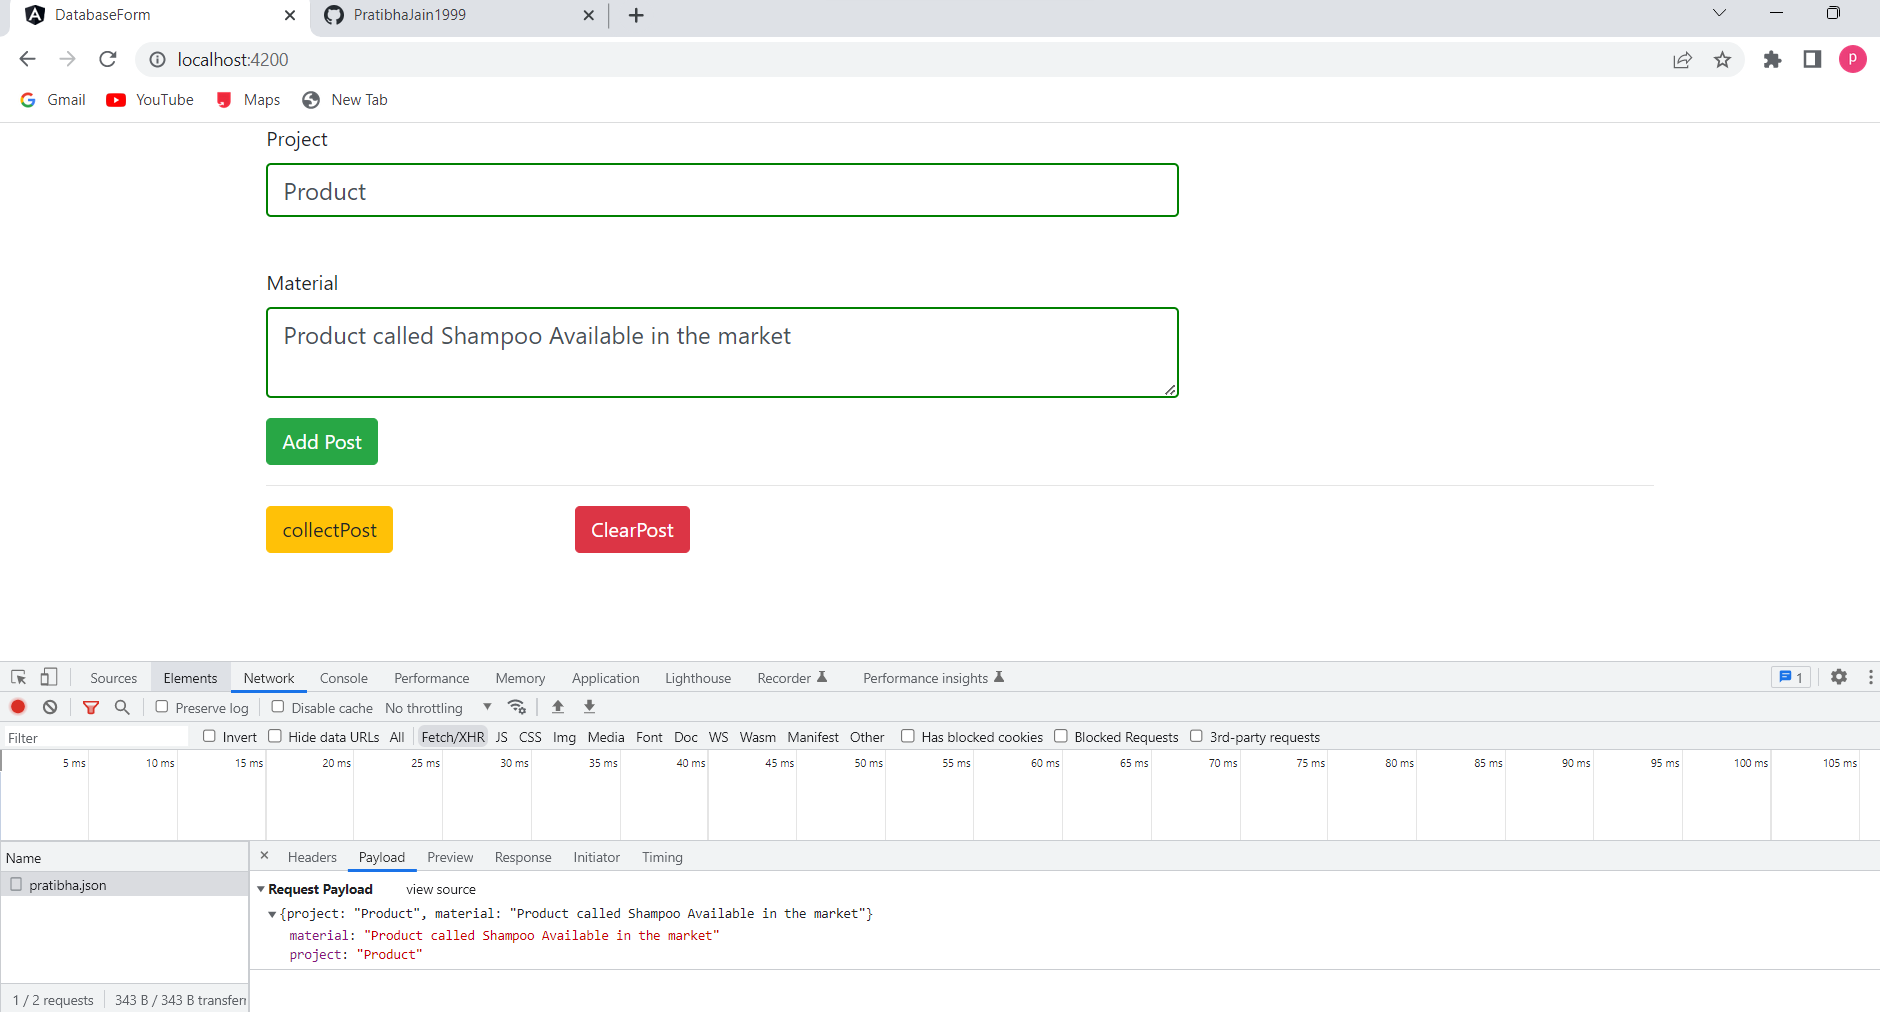 DatabaseForm
PratibhaJain1999
localhost:4200
P
Gmail YouTube Maps New Tab
Project
Product
Material
Product called Shampoo Available in the market
Add Post
collectPost ClearPost
Sources Elements Network Console Performance Memory Application Lighthouse Recorder Performance insights 1
Preserve log Disable cache No throttling
Filter Invert Hide data URLs All Fetch/XHR JS CSS Img Media Font Doc WS Wasm Manifest Other Has blocked cookies Blocked Requests 3rd-party requests
5 ms 10 ms 15 ms 20 ms 25 ms 30 ms 35 ms 40 ms 45 ms 50 ms 55 ms 60 ms 65 ms 70 ms 75 ms 80 ms 85 ms 90 ms 95 ms 100 ms 105 ms
Name
pratibha.json
Headers Payload Preview Response Initiator Timing
Request Payload view source
{project: "Product", material: "Product called Shampoo Available in the market"}
material: "Product called Shampoo Available in the market"
project: "Product"
1 / 2 requests 343 B / 343 B